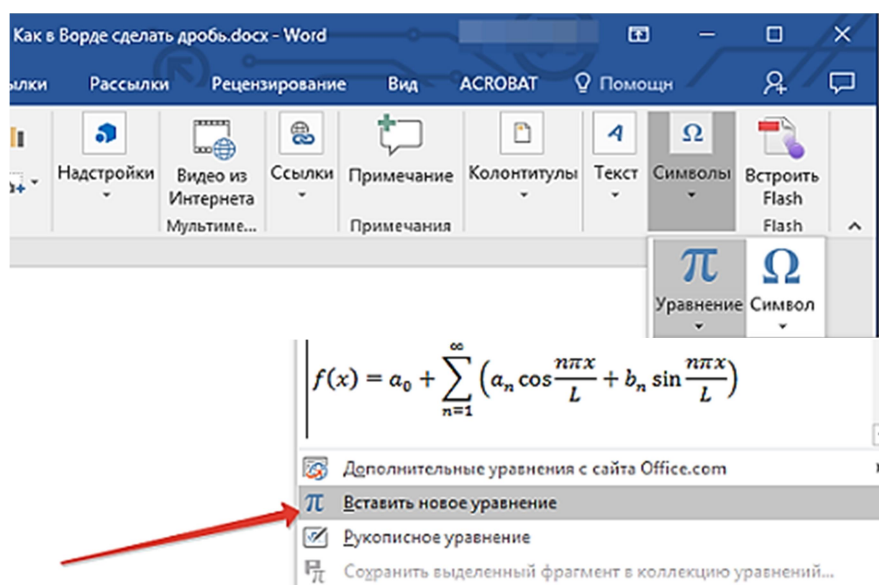 Как в Ворде сделать дробь.docx - Word
ылки Рассылки Рецензирование Вид ACROBAT Помощн
Надстройки Видео из Ссылки Примечание Колонтитулы Текст Символы Встроить
Интернета Flash
Мультиме... Примечания Flash
π Ω
Уравнение Символ
f(x) = a₀ + ∑ₙ₌₁^∞ (aₙ cos nπx/L + bₙ sin nπx/L)
Дополнительные уравнения с сайта Office.com
π Вставить новое уравнение
Рукописное уравнение
Сохранить выделенный фрагмент в коллекцию уравнений...